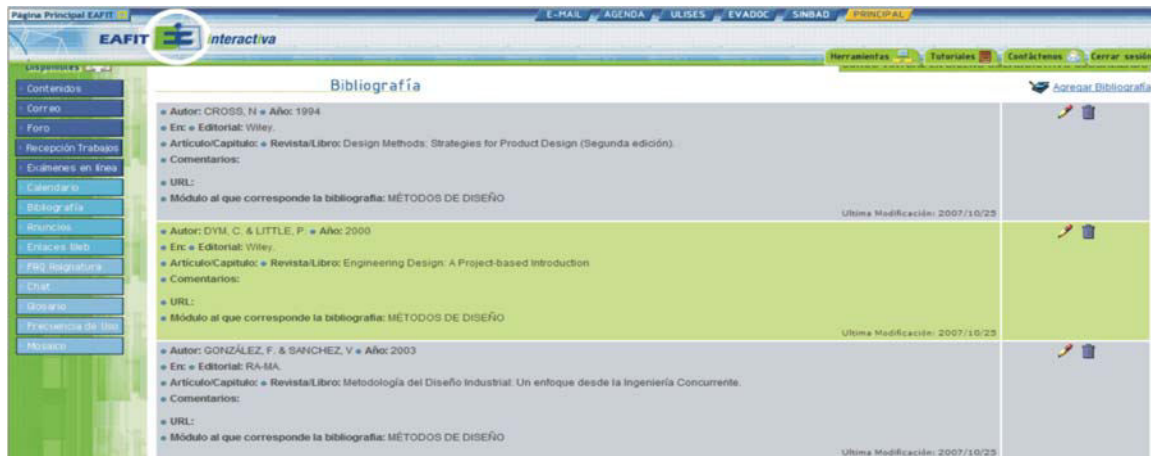 Página Principal EAFIT
E-MAIL AGENDA ULISES EVADOC SINBAD PRINCIPAL
EAFIT interactiva
Herramientas Tutoriales Contáctenos Cerrar sesión
Disponibles
Contenidos
Correo
Foro
Recepción Trabajos
Exámenes en línea
Calendario
Bibliografía
Anuncios
Enlaces Web
FAQ Asignatura
Chat
Glosario
Frecuencia de Uso
Mosaico
Bibliografía
Agregar Bibliografía
Autor: CROSS, N Año: 1994
En: Editorial: Wiley.
Artículo/Capitulo: Revista/Libro: Design Methods: Strategies for Product Design (Segunda edición).
Comentarios:
URL:
Módulo al que corresponde la bibliografia: MÉTODOS DE DISEÑO
Ultima Modificación: 2007/10/25
Autor: DYM, C. & LITTLE, P. Año: 2000
En: Editorial: Wiley.
Artículo/Capitulo: Revista/Libro: Engineering Design: A Project-based Introduction
Comentarios:
URL:
Módulo al que corresponde la bibliografia: MÉTODOS DE DISEÑO
Ultima Modificación: 2007/10/25
Autor: GONZÁLEZ, F. & SANCHEZ, V Año: 2003
En: Editorial: RA-MA.
Artículo/Capitulo: Revista/Libro: Metodología del Diseño Industrial: Un enfoque desde la Ingeniería Concurrente.
Comentarios:
URL:
Módulo al que corresponde la bibliografia: MÉTODOS DE DISEÑO
Ultima Modificación: 2007/10/25